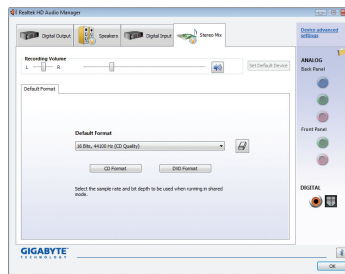 Realtek HD Audio Manager
Digital Output
Speakers
Digital Input
Stereo Mix
Device advanced settings
Recording Volume
L
R
Set Default Device
ANALOG
Back Panel
Default Format
Default Format
16 Bits, 44100 Hz (CD Quality)
CD Format
DVD Format
Select the sample rate and bit depth to be used when running in shared
mode.
Front Panel
DIGITAL
GIGABYTE
TECHNOLOGY
OK